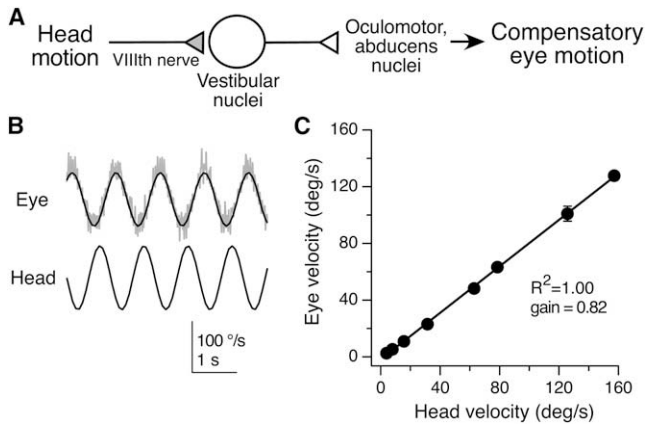 A
Head
motion
VIIIth nerve
Vestibular
nuclei
Oculomotor,
abducens
nuclei
Compensatory
eye motion
B
Eye
Head
100 °/s
1 s
C
160
120
80
40
0
Eye velocity (deg/s)
R²=1.00
gain = 0.82
0 40 80 120 160
Head velocity (deg/s)